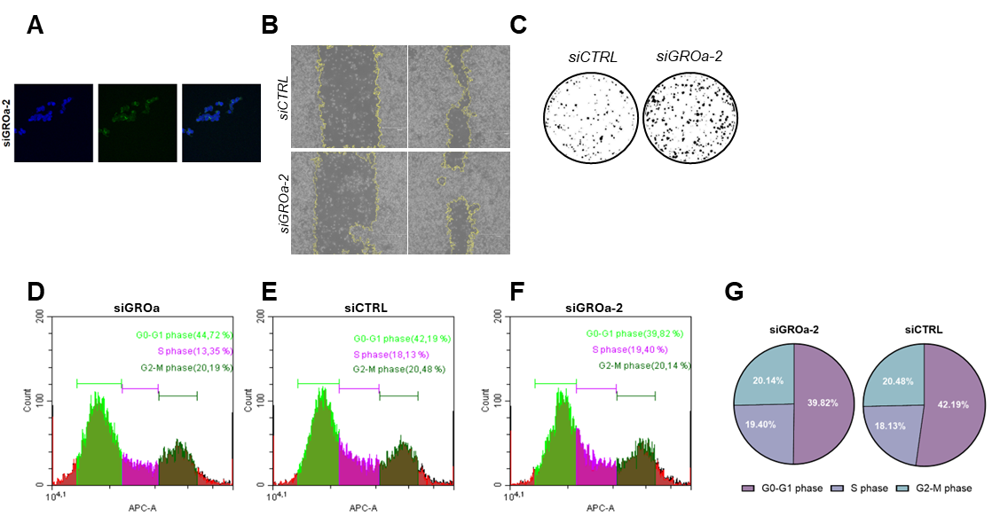 A
B
C
siGROa-2
siCTRL
siGROa-2
siCTRL
siGROa-2
D
E
F
G
siGROa
200
100
0
Count
G0-G1 phase(44,72 %)
S phase(13,35 %)
G2-M phase(20,19 %)
10^4,1
APC-A
siCTRL
200
100
0
Count
G0-G1 phase(42,19 %)
S phase(18,13 %)
G2-M phase(20,48 %)
10^4,1
APC-A
siGROa-2
200
100
0
Count
G0-G1 phase(39,82 %)
S phase(19,40 %)
G2-M phase(20,14 %)
10^4,1
APC-A
siGROa-2
20.14%
39.82%
19.40%
siCTRL
20.48%
42.19%
18.13%
G0-G1 phase
S phase
G2-M phase